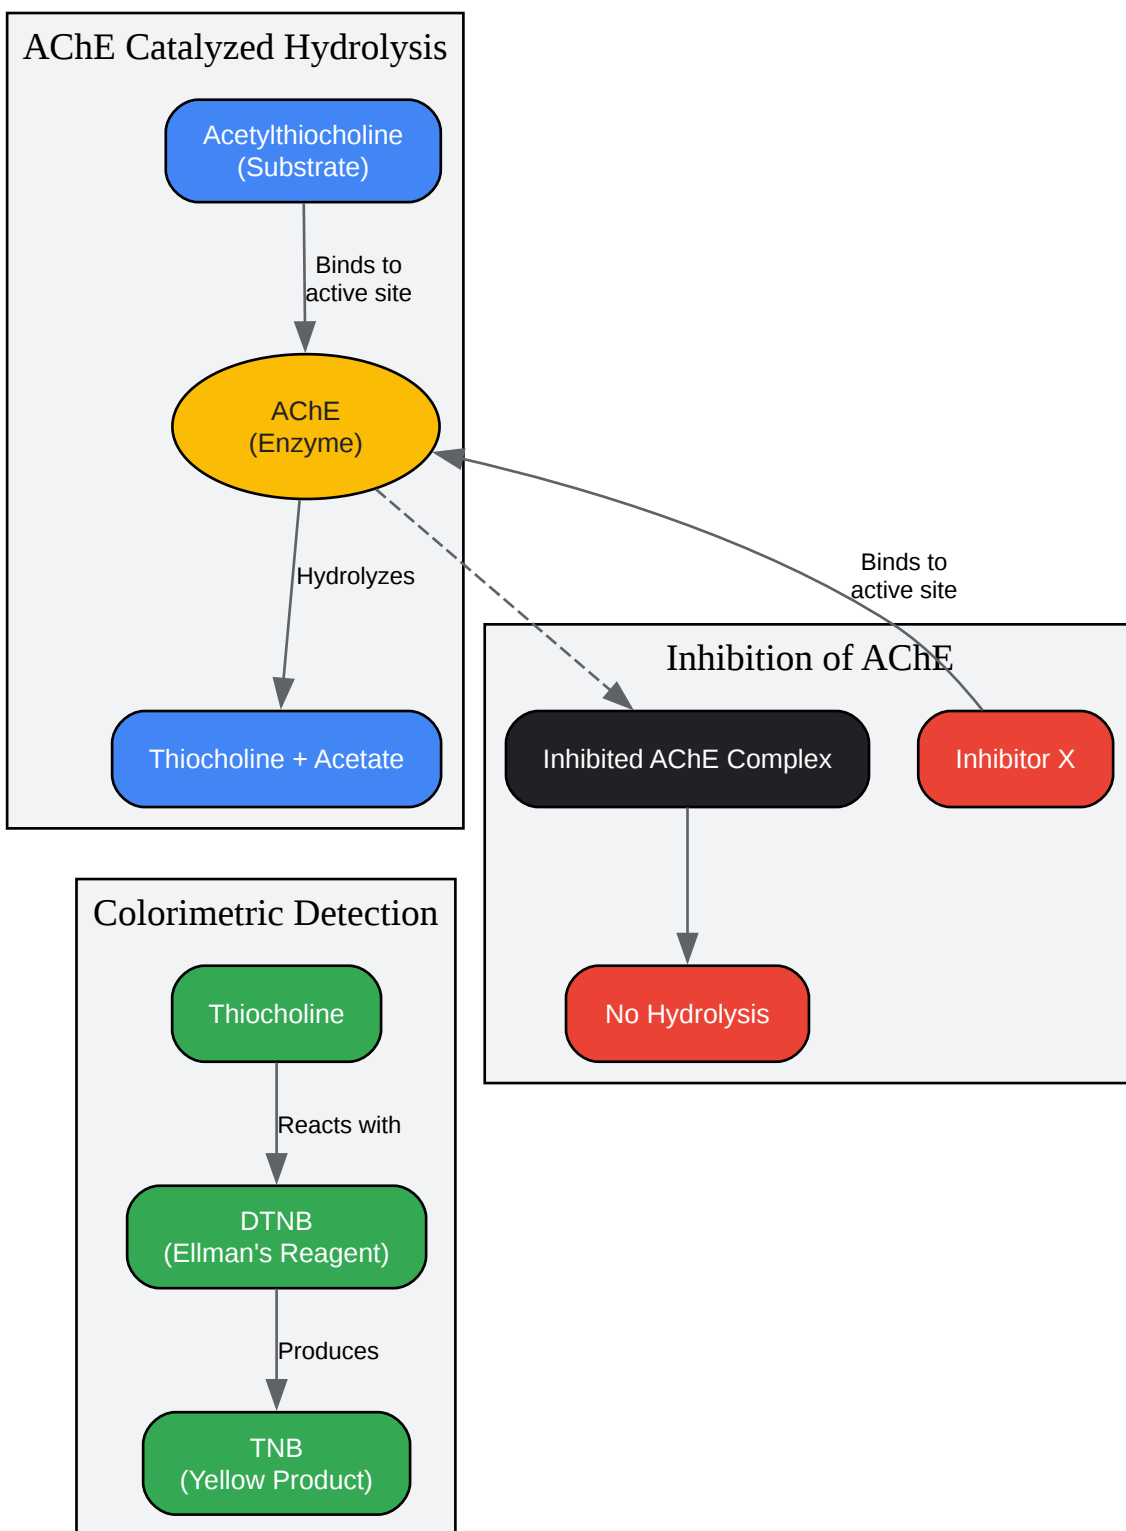 AChE Catalyzed Hydrolysis
Acetylthiocholine
(Substrate)
Binds to
active site
AChE
(Enzyme)
Hydrolyzes
Thiocholine + Acetate
Binds to
active site
Inhibition of AChE
Inhibited AChE Complex
Inhibitor X
No Hydrolysis
Colorimetric Detection
Thiocholine
Reacts with
DTNB
(Ellman's Reagent)
Produces
TNB
(Yellow Product)